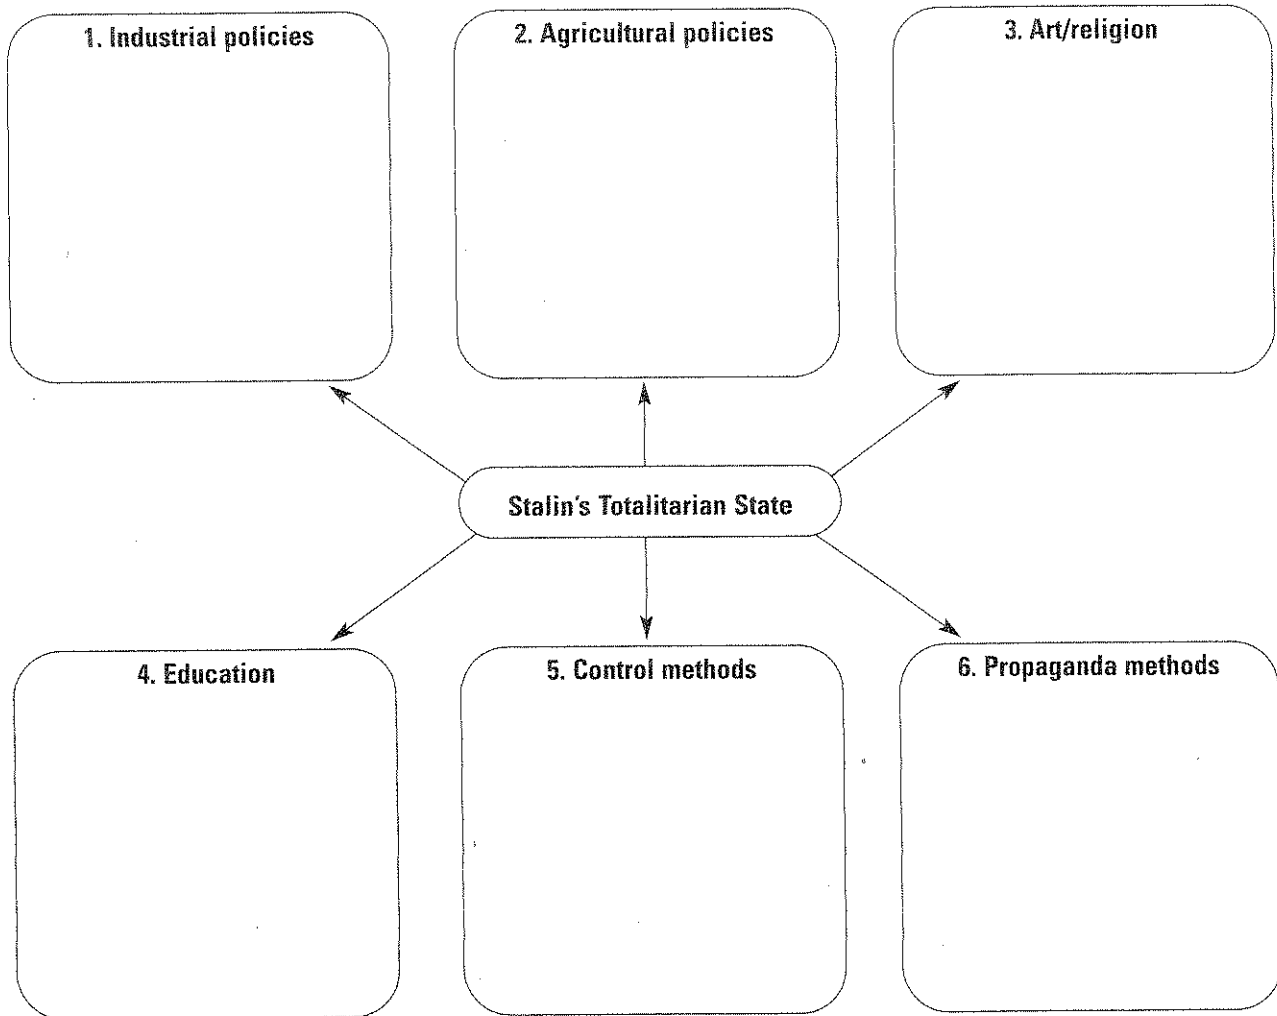 1. Industrial policies
2. Agricultural policies
3. Art/religion
Stalin's Totalitarian State
4. Education
5. Control methods
6. Propaganda methods